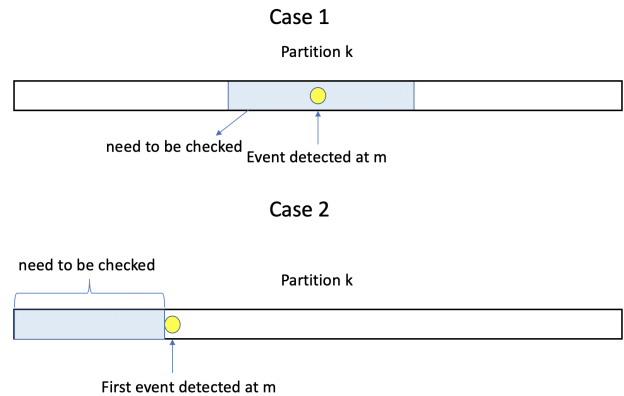 Case 1
Partition k
need to be checked
Event detected at m
Case 2
need to be checked
Partition k
First event detected at m